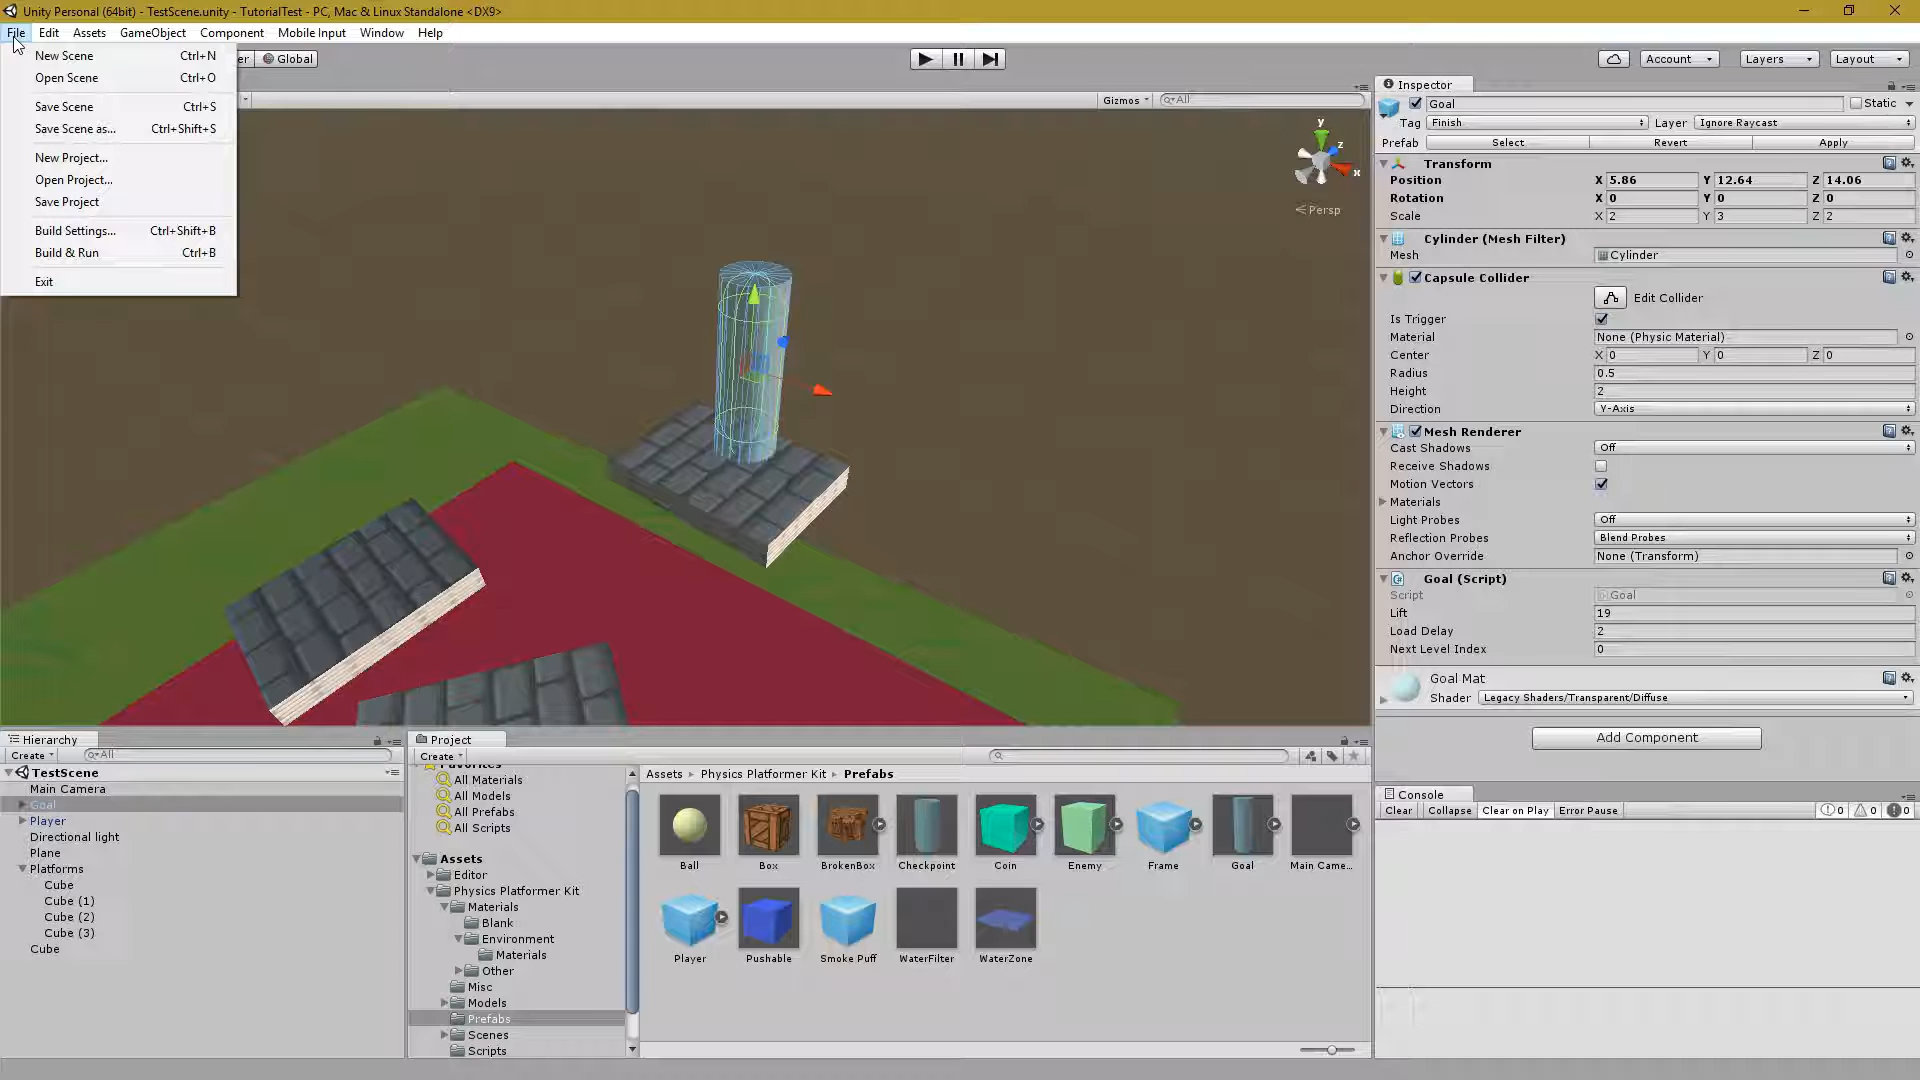 Unity Personal (64bit) - TestScene.unity - TutorialTest - PC, Mac & Linux Standalone <DX9>
File Edit Assets GameObject Component Mobile Input Window Help
New Scene Ctrl+N
Open Scene Ctrl+O
Save Scene Ctrl+S
Save Scene as... Ctrl+Shift+S
New Project...
Open Project...
Save Project
Build Settings... Ctrl+Shift+B
Build & Run Ctrl+B
Exit
er Global
Account Layers Layout
Gizmos All
y
z
x
Persp
Inspector
Goal Static
Tag Finish Layer Ignore Raycast
Prefab Select Revert Apply
Transform
Position X 5.86 Y 12.64 Z 14.06
Rotation X 0 Y 0 Z 0
Scale X 2 Y 3 Z 2
Cylinder (Mesh Filter)
Mesh Cylinder
Capsule Collider
Edit Collider
Is Trigger
Material None (Physic Material)
Center X 0 Y 0 Z 0
Radius 0.5
Height 2
Direction Y-Axis
Mesh Renderer
Cast Shadows Off
Receive Shadows
Motion Vectors
Materials
Light Probes Off
Reflection Probes Blend Probes
Anchor Override None (Transform)
Goal (Script)
Script Goal
Lift 19
Load Delay 2
Next Level Index 0
Goal Mat
Shader Legacy Shaders/Transparent/Diffuse
Add Component
Hierarchy
Create All
TestScene
Main Camera
Goal
Player
Directional light
Plane
Platforms
Cube
Cube (1)
Cube (2)
Cube (3)
Cube
Project
Create
Favorites
All Materials
All Models
All Prefabs
All Scripts
Assets
Editor
Physics Platformer Kit
Materials
Blank
Environment
Materials
Other
Misc
Models
Prefabs
Scenes
Scripts
Assets Physics Platformer Kit Prefabs
Ball Box BrokenBox Checkpoint Coin Enemy Frame Goal Main Came...
Player Pushable Smoke Puff WaterFilter WaterZone
Console
Clear Collapse Clear on Play Error Pause 0 0 0